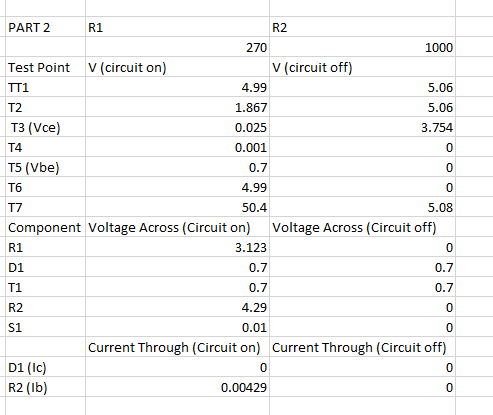 PART 2 R1 R2
270 1000
Test Point V (circuit on) V (circuit off)
TT1 4.99 5.06
T2 1.867 5.06
T3 (Vce) 0.025 3.754
T4 0.001 0
T5 (Vbe) 0.7 0
T6 4.99 0
T7 50.4 5.08
Component Voltage Across (Circuit on) Voltage Across (Circuit off)
R1 3.123 0
D1 0.7 0.7
T1 0.7 0.7
R2 4.29 0
S1 0.01 0
Current Through (Circuit on) Current Through (Circuit off)
D1 (Ic) 0 0
R2 (Ib) 0.00429 0